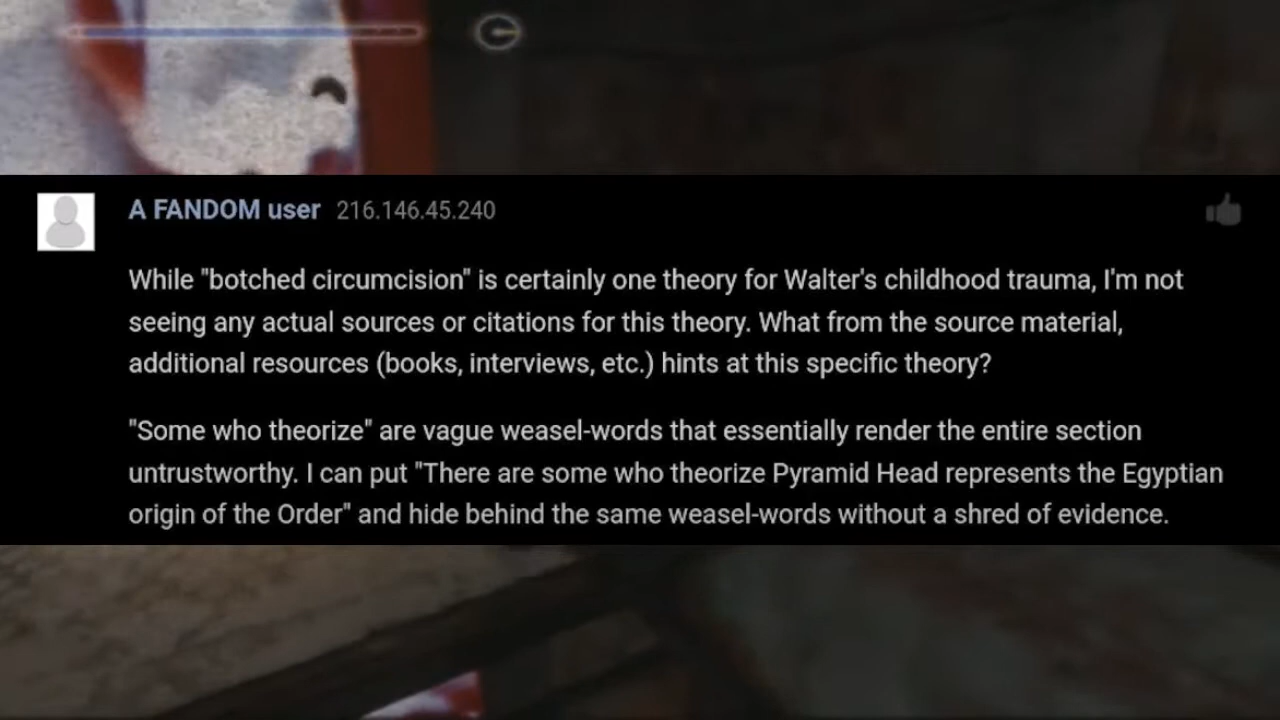 A FANDOM user 216.146.45.240
While "botched circumcision" is certainly one theory for Walter's childhood trauma, I'm not
seeing any actual sources or citations for this theory. What from the source material,
additional resources (books, interviews, etc.) hints at this specific theory?
"Some who theorize" are vague weasel-words that essentially render the entire section
untrustworthy. I can put "There are some who theorize Pyramid Head represents the Egyptian
origin of the Order" and hide behind the same weasel-words without a shred of evidence.